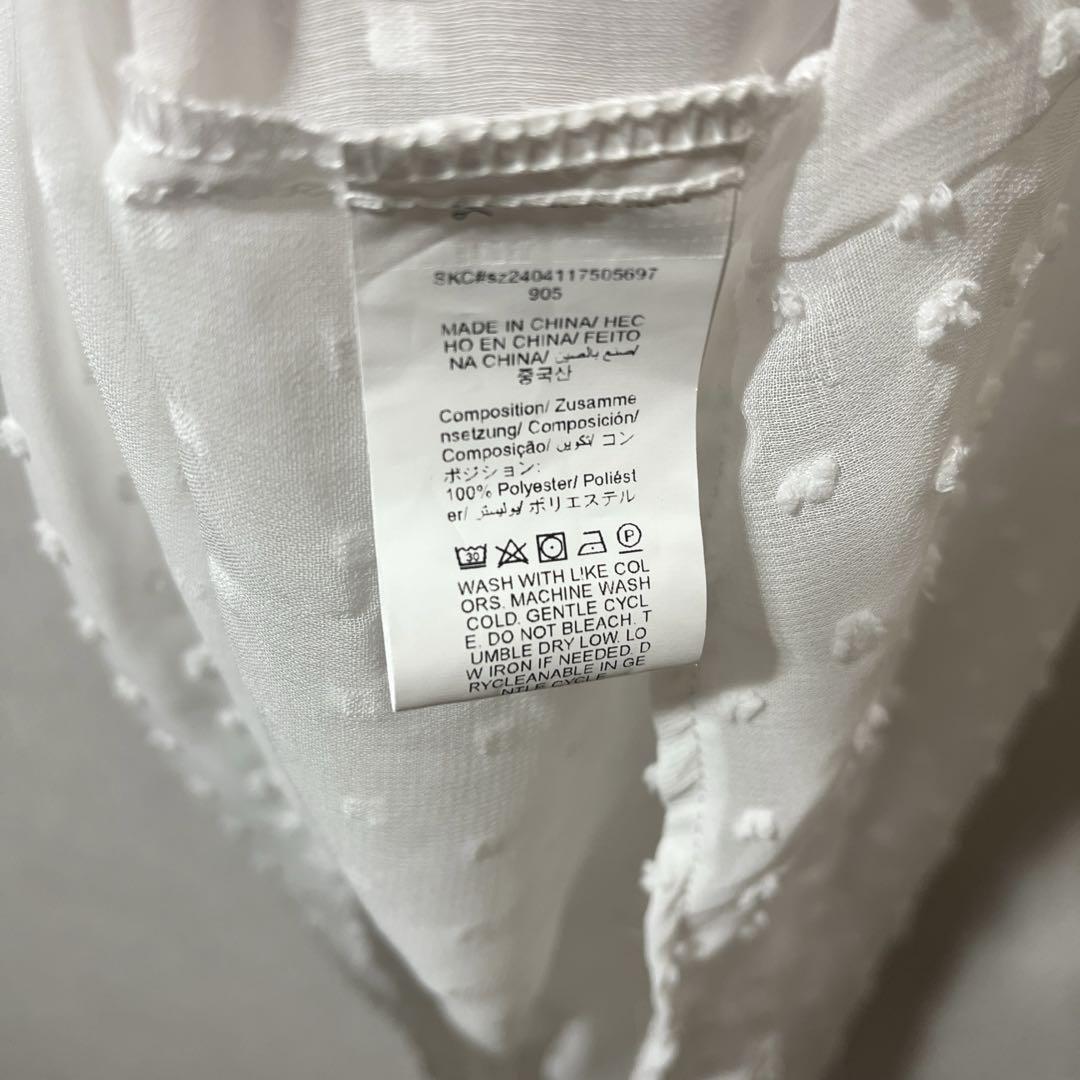 SKC#sz2404117505697
905
MADE IN CHINA/ HEC
HO EN CHINA/ FEITO
NA CHINA/ صنع بالصين/
중국산
Composition/ Zusamme
nsetzung/ Composición/
Composição/ تكوين/ コン
ポジション:
100% Polyester/ Poliést
er/ بوليستر/ ポリエステル
30 P
WASH WITH LIKE COL
ORS. MACHINE WASH
COLD. GENTLE CYCL
E. DO NOT BLEACH. T
UMBLE DRY LOW. LO
W IRON IF NEEDED. D
RYCLEANABLE IN GE
NTLE CYCLE